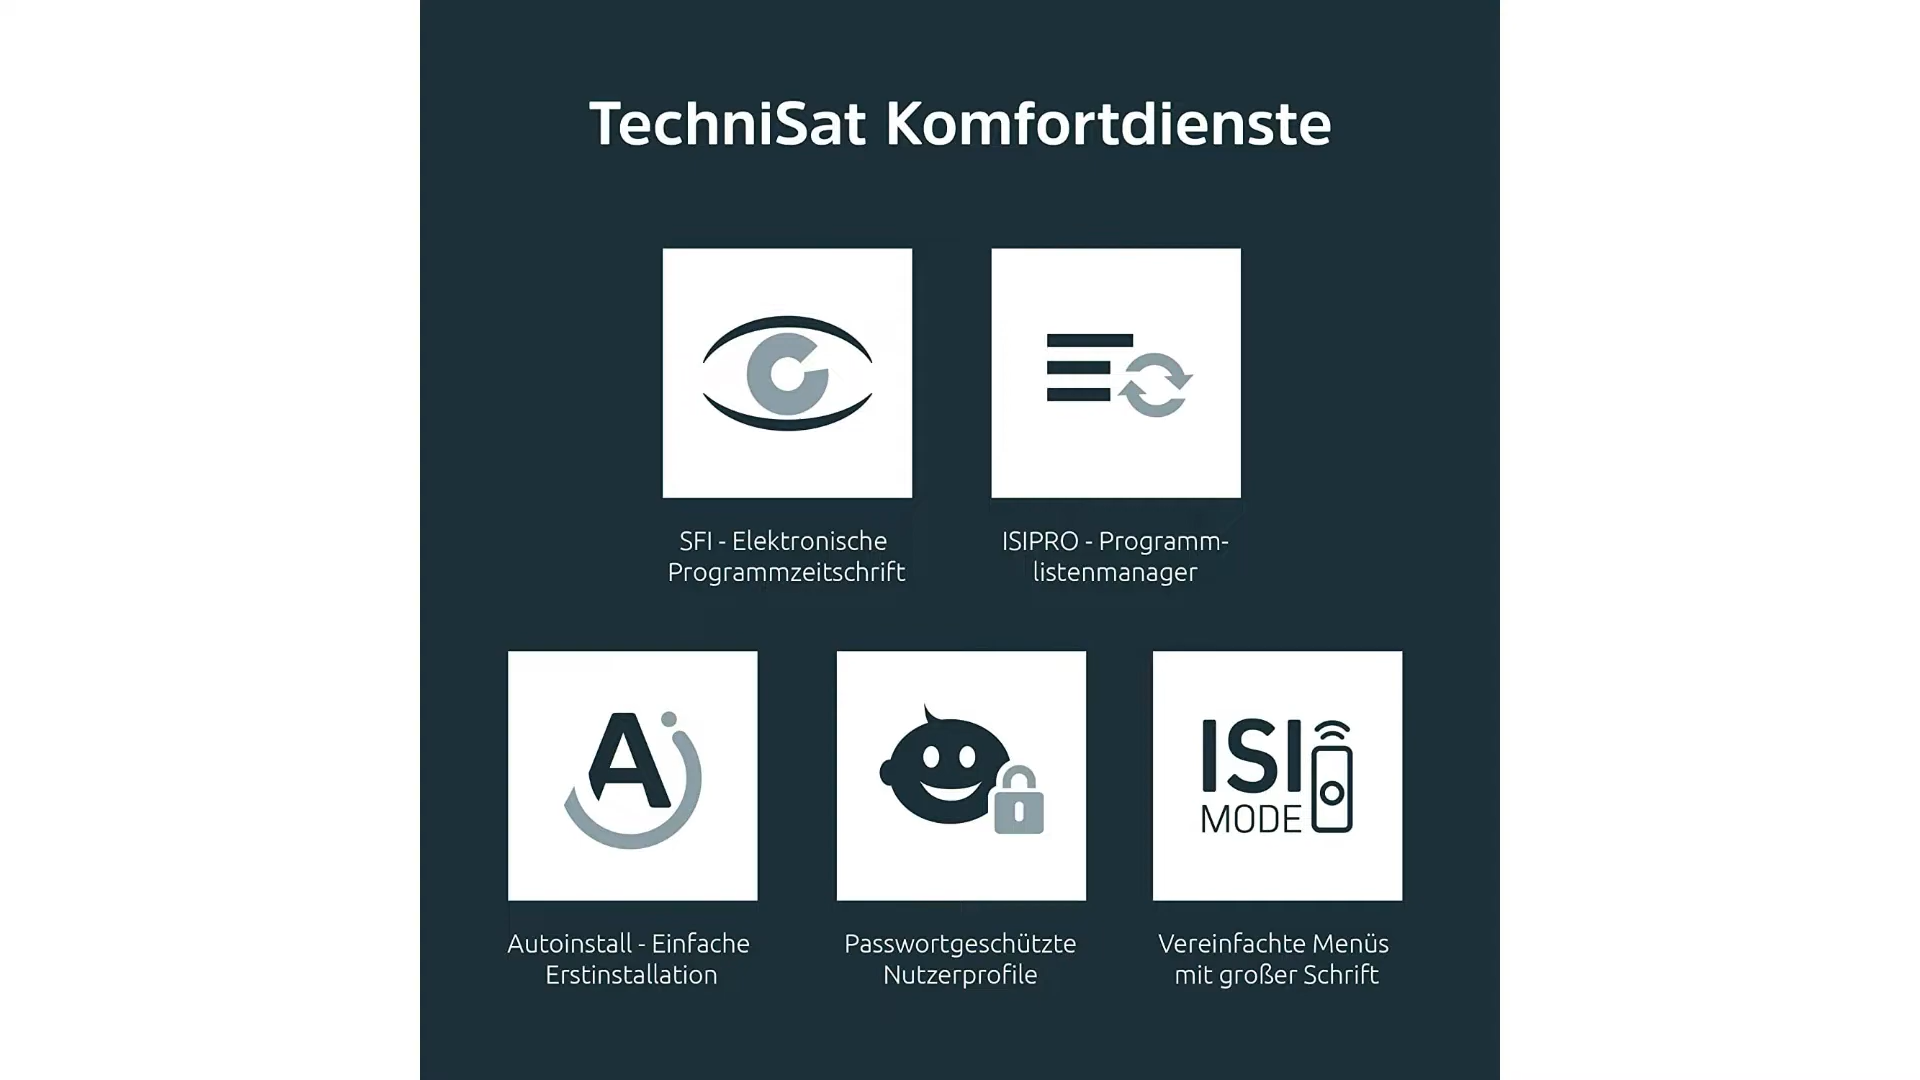 TechniSat Komfortdienste
SFI - Elektronische
Programmzeitschrift
ISIPRO - Programm-
listenmanager
A
ISI
MODE
Autoinstall - Einfache
Erstinstallation
Passwortgeschützte
Nutzerprofile
Vereinfachte Menüs
mit großer Schrift